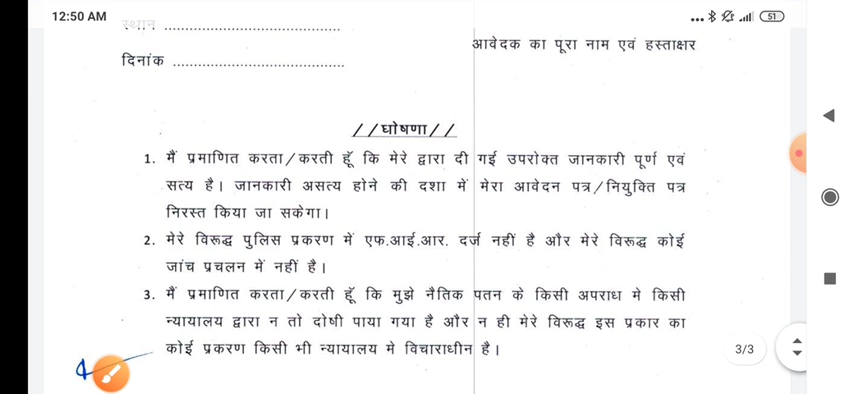 12:50 AM
51
स्थान ..........................................
आवेदक का पूरा नाम एवं हस्ताक्षर
दिनांक ........................................
//घोषणा//
1. मैं प्रमाणित करता/करती हूँ कि मेरे द्वारा दी गई उपरोक्त जानकारी पूर्ण एवं
सत्य है। जानकारी असत्य होने की दशा में मेरा आवेदन पत्र/नियुक्ति पत्र
निरस्त किया जा सकेगा।
2. मेरे विरूद्ध पुलिस प्रकरण में एफ.आई.आर. दर्ज नहीं है और मेरे विरूद्ध कोई
जांच प्रचलन में नहीं है।
3. मैं प्रमाणित करता/करती हूँ कि मुझे नैतिक पतन के किसी अपराध मे किसी
न्यायालय द्वारा न तो दोषी पाया गया है और न ही मेरे विरूद्ध इस प्रकार का
कोई प्रकरण किसी भी न्यायालय मे विचाराधीन है।
3/3